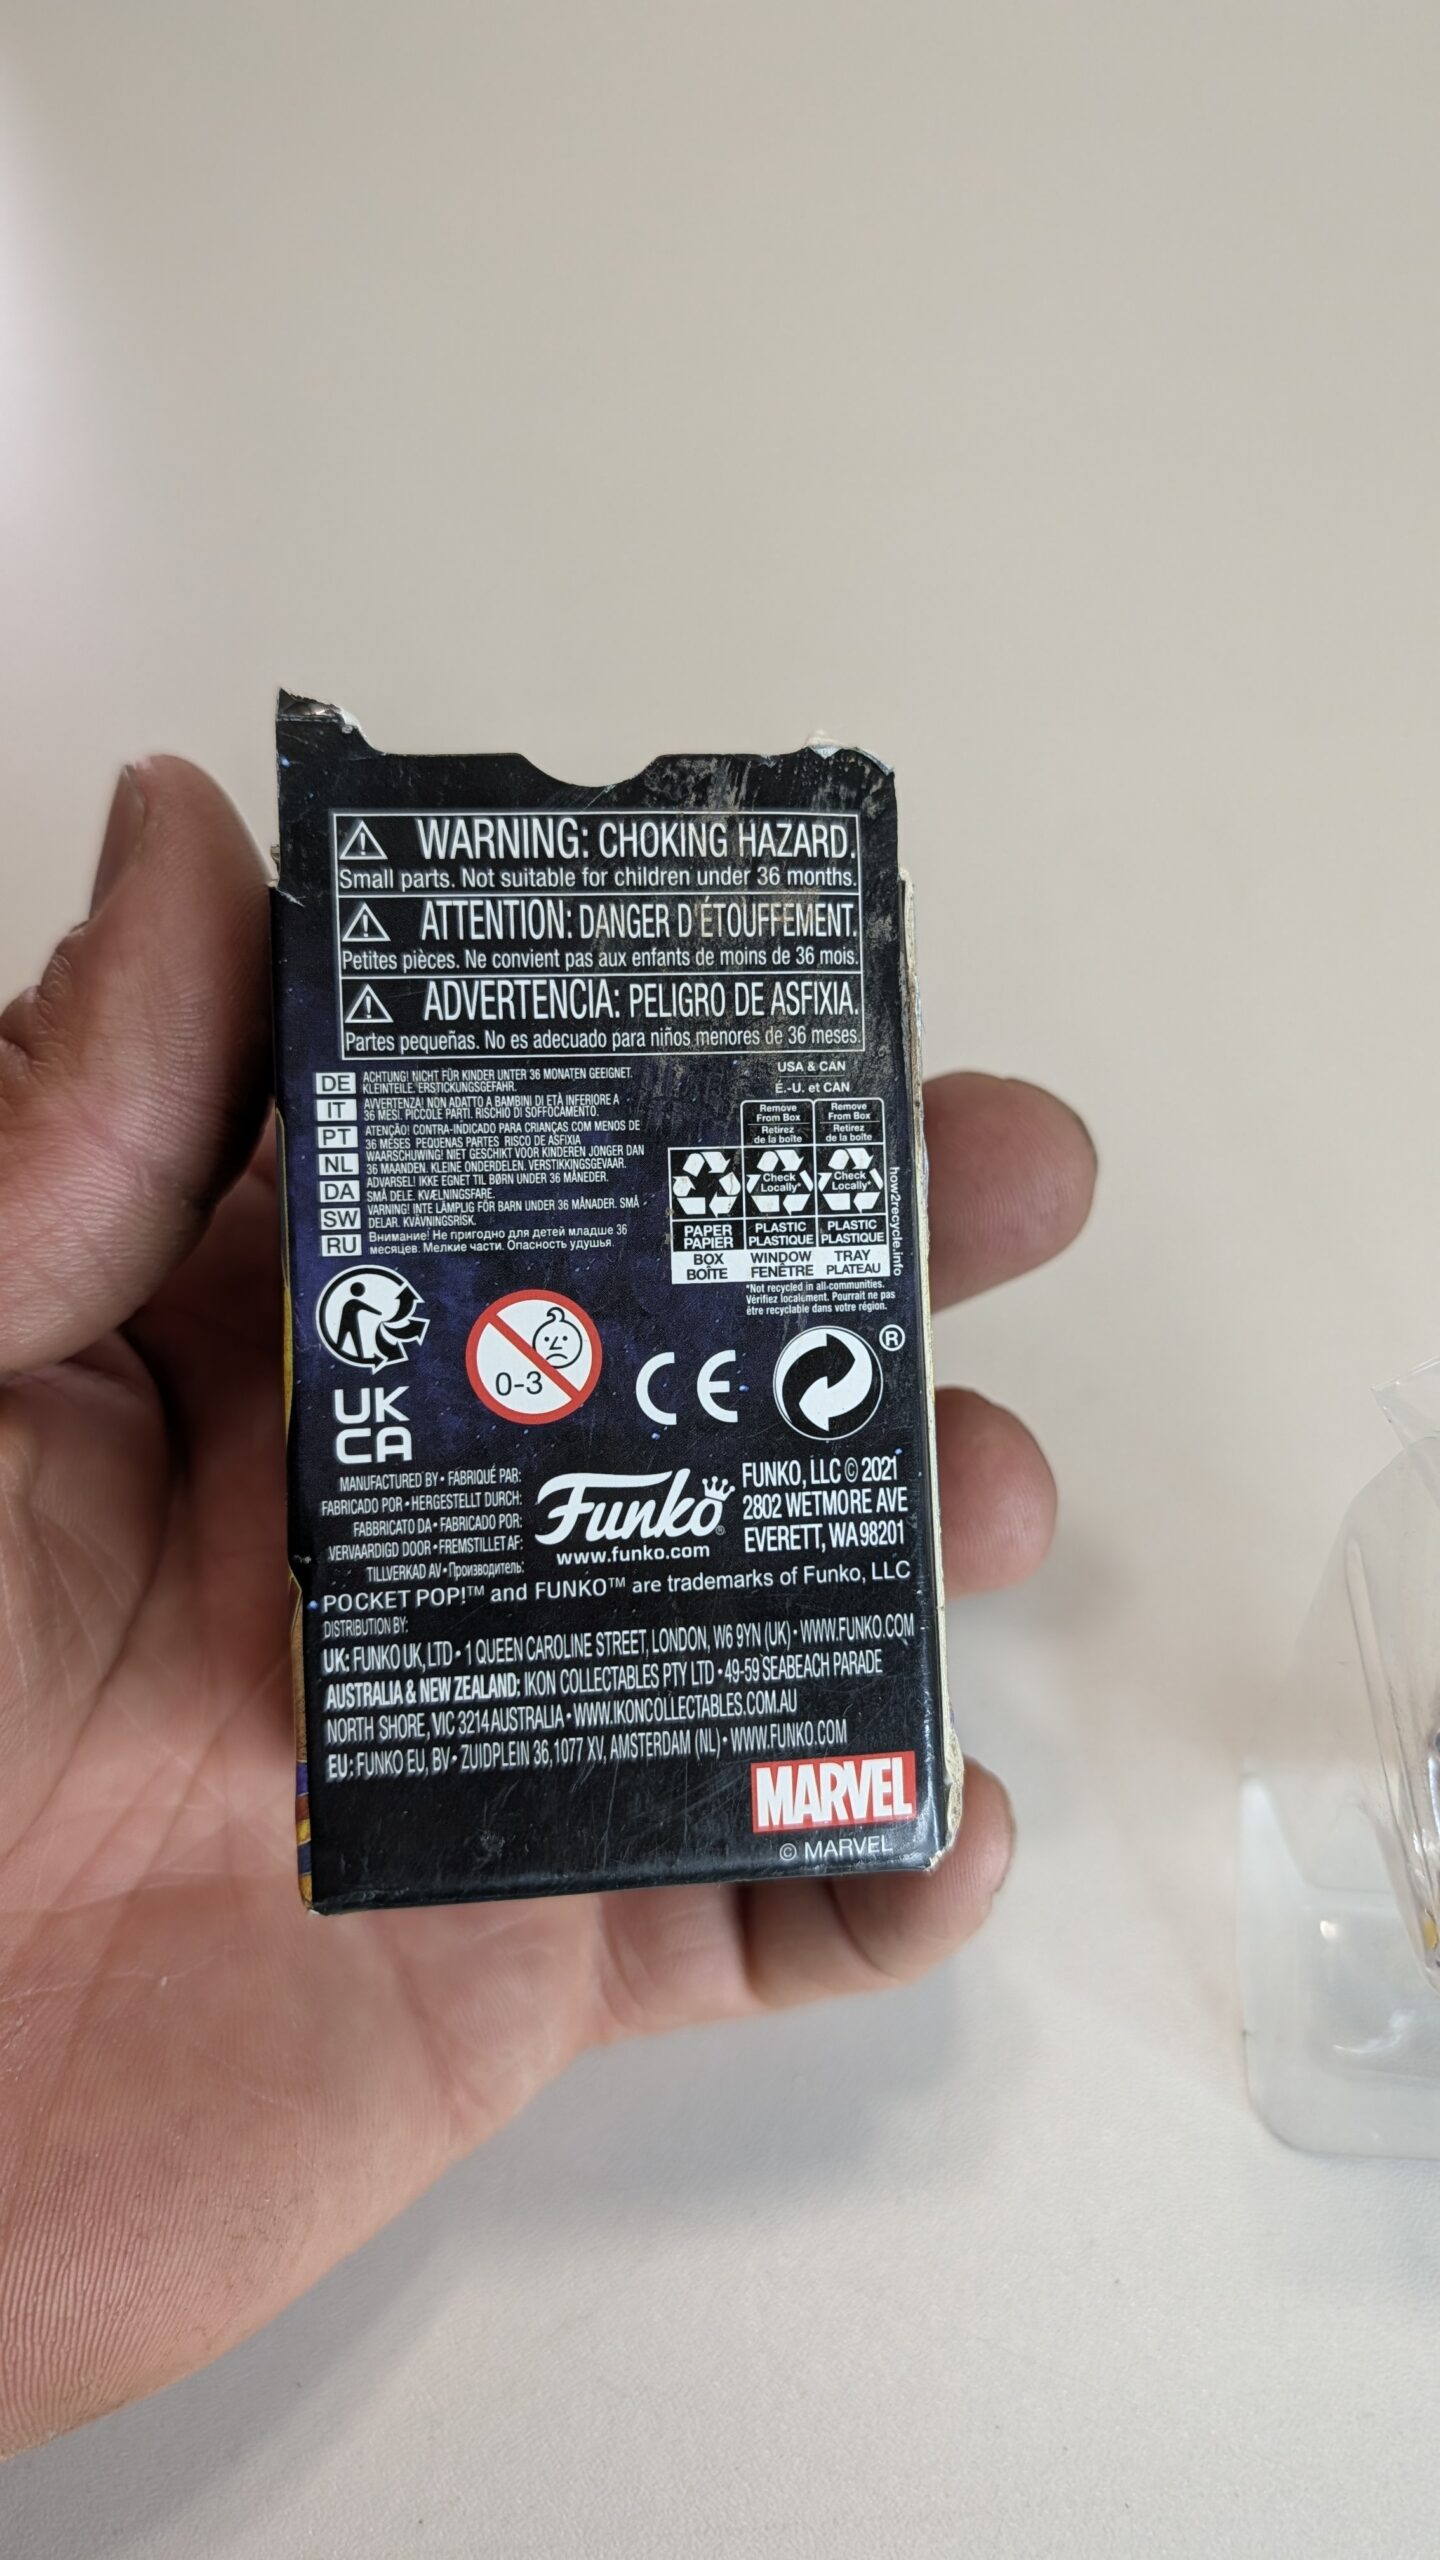 WARNING: CHOKING HAZARD.
Small parts. Not suitable for children under 36 months.
ATTENTION: DANGER D'ÉTOUFFEMENT.
Petites pièces. Ne convient pas aux enfants de moins de 36 mois.
ADVERTENCIA: PELIGRO DE ASFIXIA.
Partes pequeñas. No es adecuado para niños menores de 36 meses.
DE ACHTUNG! NICHT FÜR KINDER UNTER 36 MONATEN GEEIGNET.
KLEINTEILE. ERSTICKUNGSGEFAHR.
IT AVVERTENZA! NON ADATTO A BAMBINI DI ETÀ INFERIORE A
36 MESI. PICCOLE PARTI. RISCHIO DI SOFFOCAMENTO.
PT ATENÇÃO! CONTRA-INDICADO PARA CRIANÇAS COM MENOS DE
36 MESES PEQUENAS PARTES RISCO DE ASFIXIA
NL WAARSCHUWING! NIET GESCHIKT VOOR KINDEREN JONGER DAN
36 MAANDEN. KLEINE ONDERDELEN. VERSTIKKINGSGEVAAR.
DA ADVARSEL! IKKE EGNET TIL BØRN UNDER 36 MÅNEDER.
SMÅ DELE. KVÆLNINGSFARE.
SW VARNING! INTE LÄMPLIG FÖR BARN UNDER 36 MÅNADER. SMÅ
DELAR. KVÄVNINGSRISK.
RU Внимание! Не пригодно для детей младше 36
месяцев. Мелкие части. Опасность удушья.
USA & CAN
É.-U. et CAN
Remove From Box
Retirez de la boîte
Remove From Box
Retirez de la boîte
Check Locally*
Check Locally*
PAPER PAPIER
PLASTIC PLASTIQUE
PLASTIC PLASTIQUE
BOX BOÎTE
WINDOW FENÊTRE
TRAY PLATEAU
how2recycle.info
*Not recycled in all communities.
Vérifiez localement. Pourrait ne pas
être recyclable dans votre région.
0-3
CE
®
UK
CA
MANUFACTURED BY • FABRIQUÉ PAR:
FABRICADO POR • HERGESTELLT DURCH:
FABBRICATO DA • FABRICADO POR:
VERVAARDIGD DOOR • FREMSTILLET AF:
TILLVERKAD AV • Производитель:
Funko®
www.funko.com
FUNKO, LLC © 2021
2802 WETMORE AVE
EVERETT, WA 98201
POCKET POP!™ and FUNKO™ are trademarks of Funko, LLC
DISTRIBUTION BY:
UK: FUNKO UK, LTD • 1 QUEEN CAROLINE STREET, LONDON, W6 9YN (UK) • WWW.FUNKO.COM
AUSTRALIA & NEW ZEALAND: IKON COLLECTABLES PTY LTD • 49-59 SEABEACH PARADE
NORTH SHORE, VIC 3214 AUSTRALIA • WWW.IKONCOLLECTABLES.COM.AU
EU: FUNKO EU, BV • ZUIDPLEIN 36, 1077 XV, AMSTERDAM (NL) • WWW.FUNKO.COM
MARVEL
© MARVEL